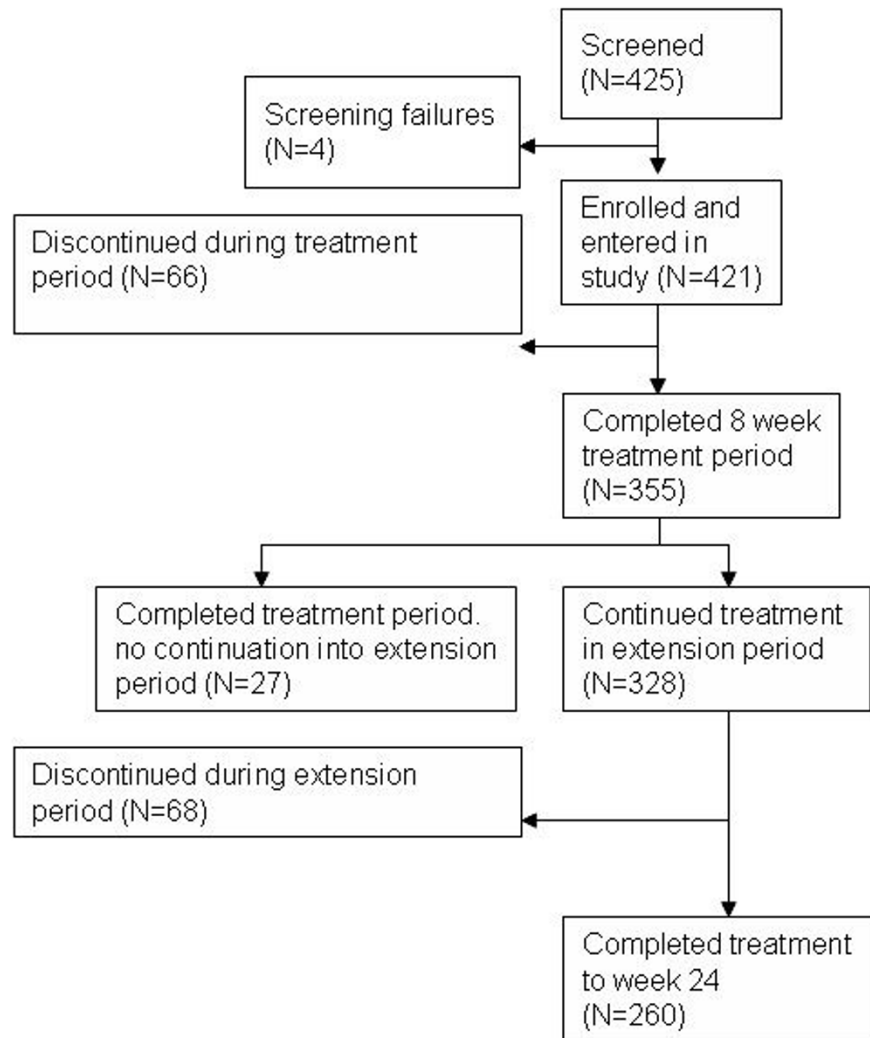 Screened
(N=425)
Screening failures
(N=4)
Enrolled and
entered in
study (N=421)
Discontinued during treatment
period (N=66)
Completed 8 week
treatment period
(N=355)
Completed treatment period.
no continuation into extension
period (N=27)
Continued treatment
in extension period
(N=328)
Discontinued during extension
period (N=68)
Completed treatment
to week 24
(N=260)